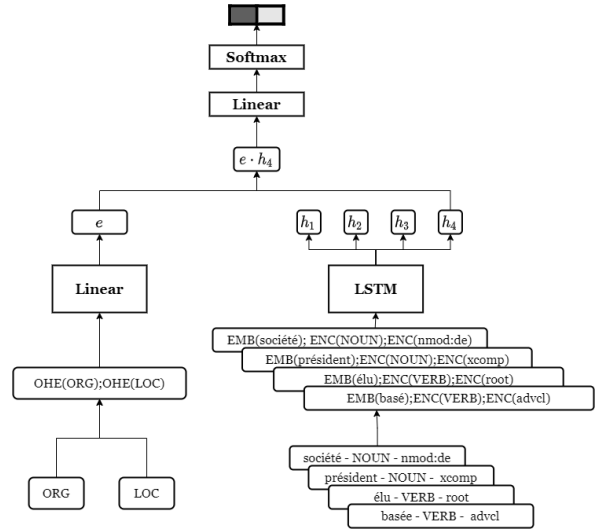 Softmax
Linear
e · h₄
e
h₁ h₂ h₃ h₄
Linear
LSTM
EMB(société); ENC(NOUN);ENC(nmod:de)
EMB(président);ENC(NOUN);ENC(xcomp)
EMB(élu);ENC(VERB);ENC(root)
EMB(basé);ENC(VERB);ENC(advcl)
OHE(ORG);OHE(LOC)
société - NOUN - nmod:de
président - NOUN - xcomp
élu - VERB - root
basée - VERB - advcl
ORG
LOC